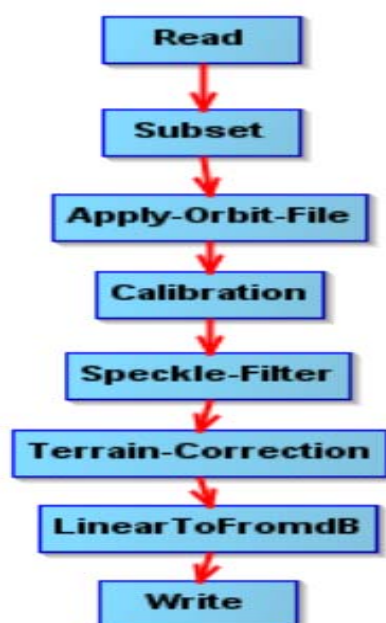 Read
Subset
Apply-Orbit-File
Calibration
Speckle-Filter
Terrain-Correction
LinearToFromdB
Write